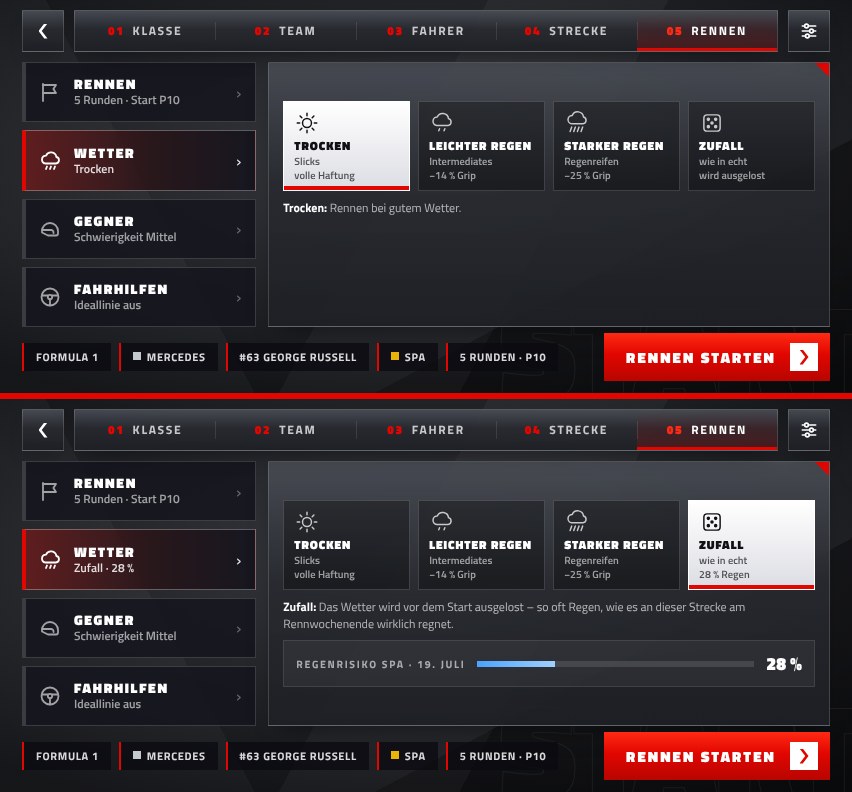 01 KLASSE
02 TEAM
03 FAHRER
04 STRECKE
05 RENNEN
RENNEN
5 Runden · Start P10
WETTER
Trocken
GEGNER
Schwierigkeit Mittel
FAHRHILFEN
Ideallinie aus
TROCKEN
Slicks
volle Haftung
LEICHTER REGEN
Intermediates
−14 % Grip
STARKER REGEN
Regenreifen
−25 % Grip
ZUFALL
wie in echt
wird ausgelost
Trocken: Rennen bei gutem Wetter.
FORMULA 1
MERCEDES
#63 GEORGE RUSSELL
SPA
5 RUNDEN · P10
RENNEN STARTEN
01 KLASSE
02 TEAM
03 FAHRER
04 STRECKE
05 RENNEN
RENNEN
5 Runden · Start P10
WETTER
Zufall · 28 %
GEGNER
Schwierigkeit Mittel
FAHRHILFEN
Ideallinie aus
TROCKEN
Slicks
volle Haftung
LEICHTER REGEN
Intermediates
−14 % Grip
STARKER REGEN
Regenreifen
−25 % Grip
ZUFALL
wie in echt
28 % Regen
Zufall: Das Wetter wird vor dem Start ausgelost – so oft Regen, wie es an dieser Strecke am
Rennwochenende wirklich regnet.
REGENRISIKO SPA · 19. JULI
28 %
FORMULA 1
MERCEDES
#63 GEORGE RUSSELL
SPA
5 RUNDEN · P10
RENNEN STARTEN